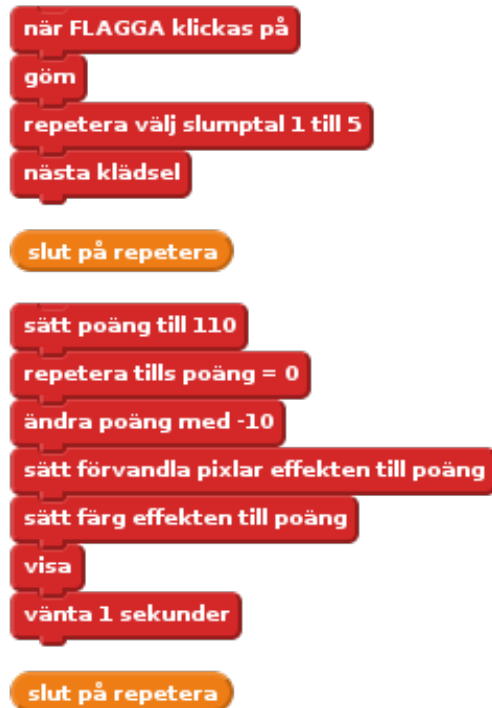 när FLAGGA klickas på
göm
repetera välj slumptal 1 till 5
nästa klädsel
slut på repetera
sätt poäng till 110
repetera tills poäng = 0
ändra poäng med -10
sätt förvandla pixlar effekten till poäng
sätt färg effekten till poäng
visa
vänta 1 sekunder
slut på repetera